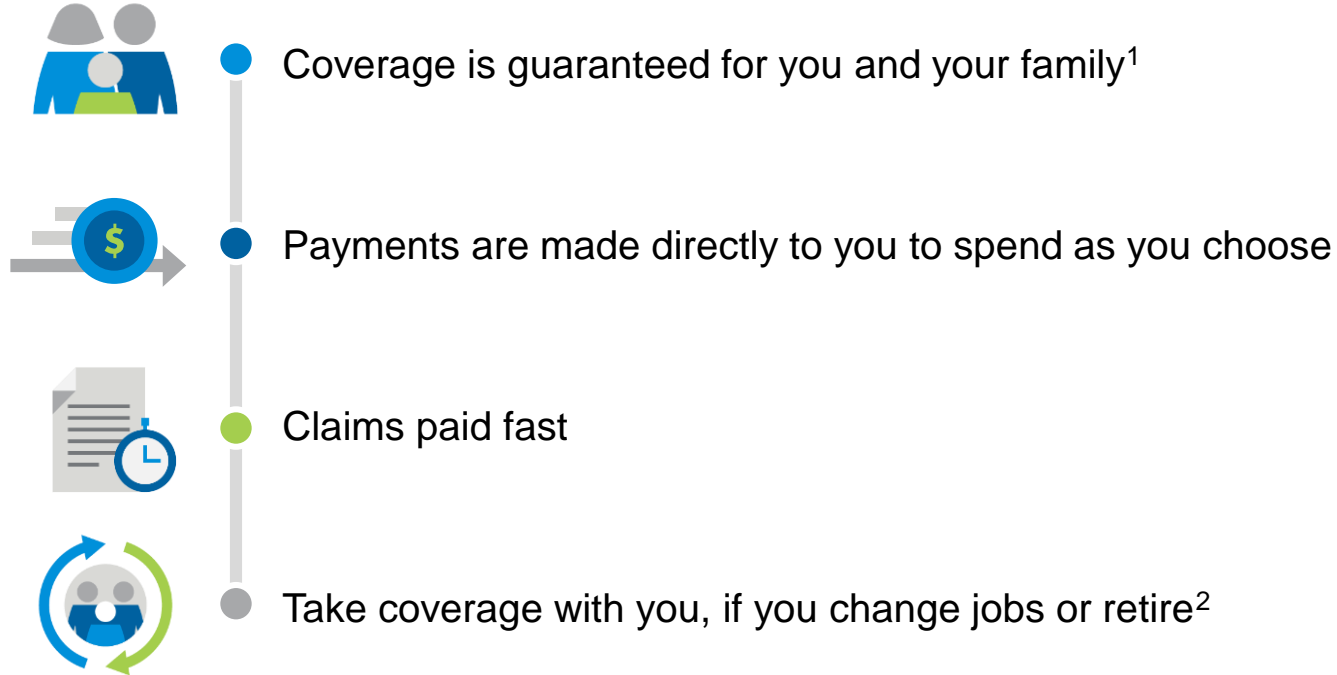 Coverage is guaranteed for you and your family¹
$
Payments are made directly to you to spend as you choose
Claims paid fast
Take coverage with you, if you change jobs or retire²